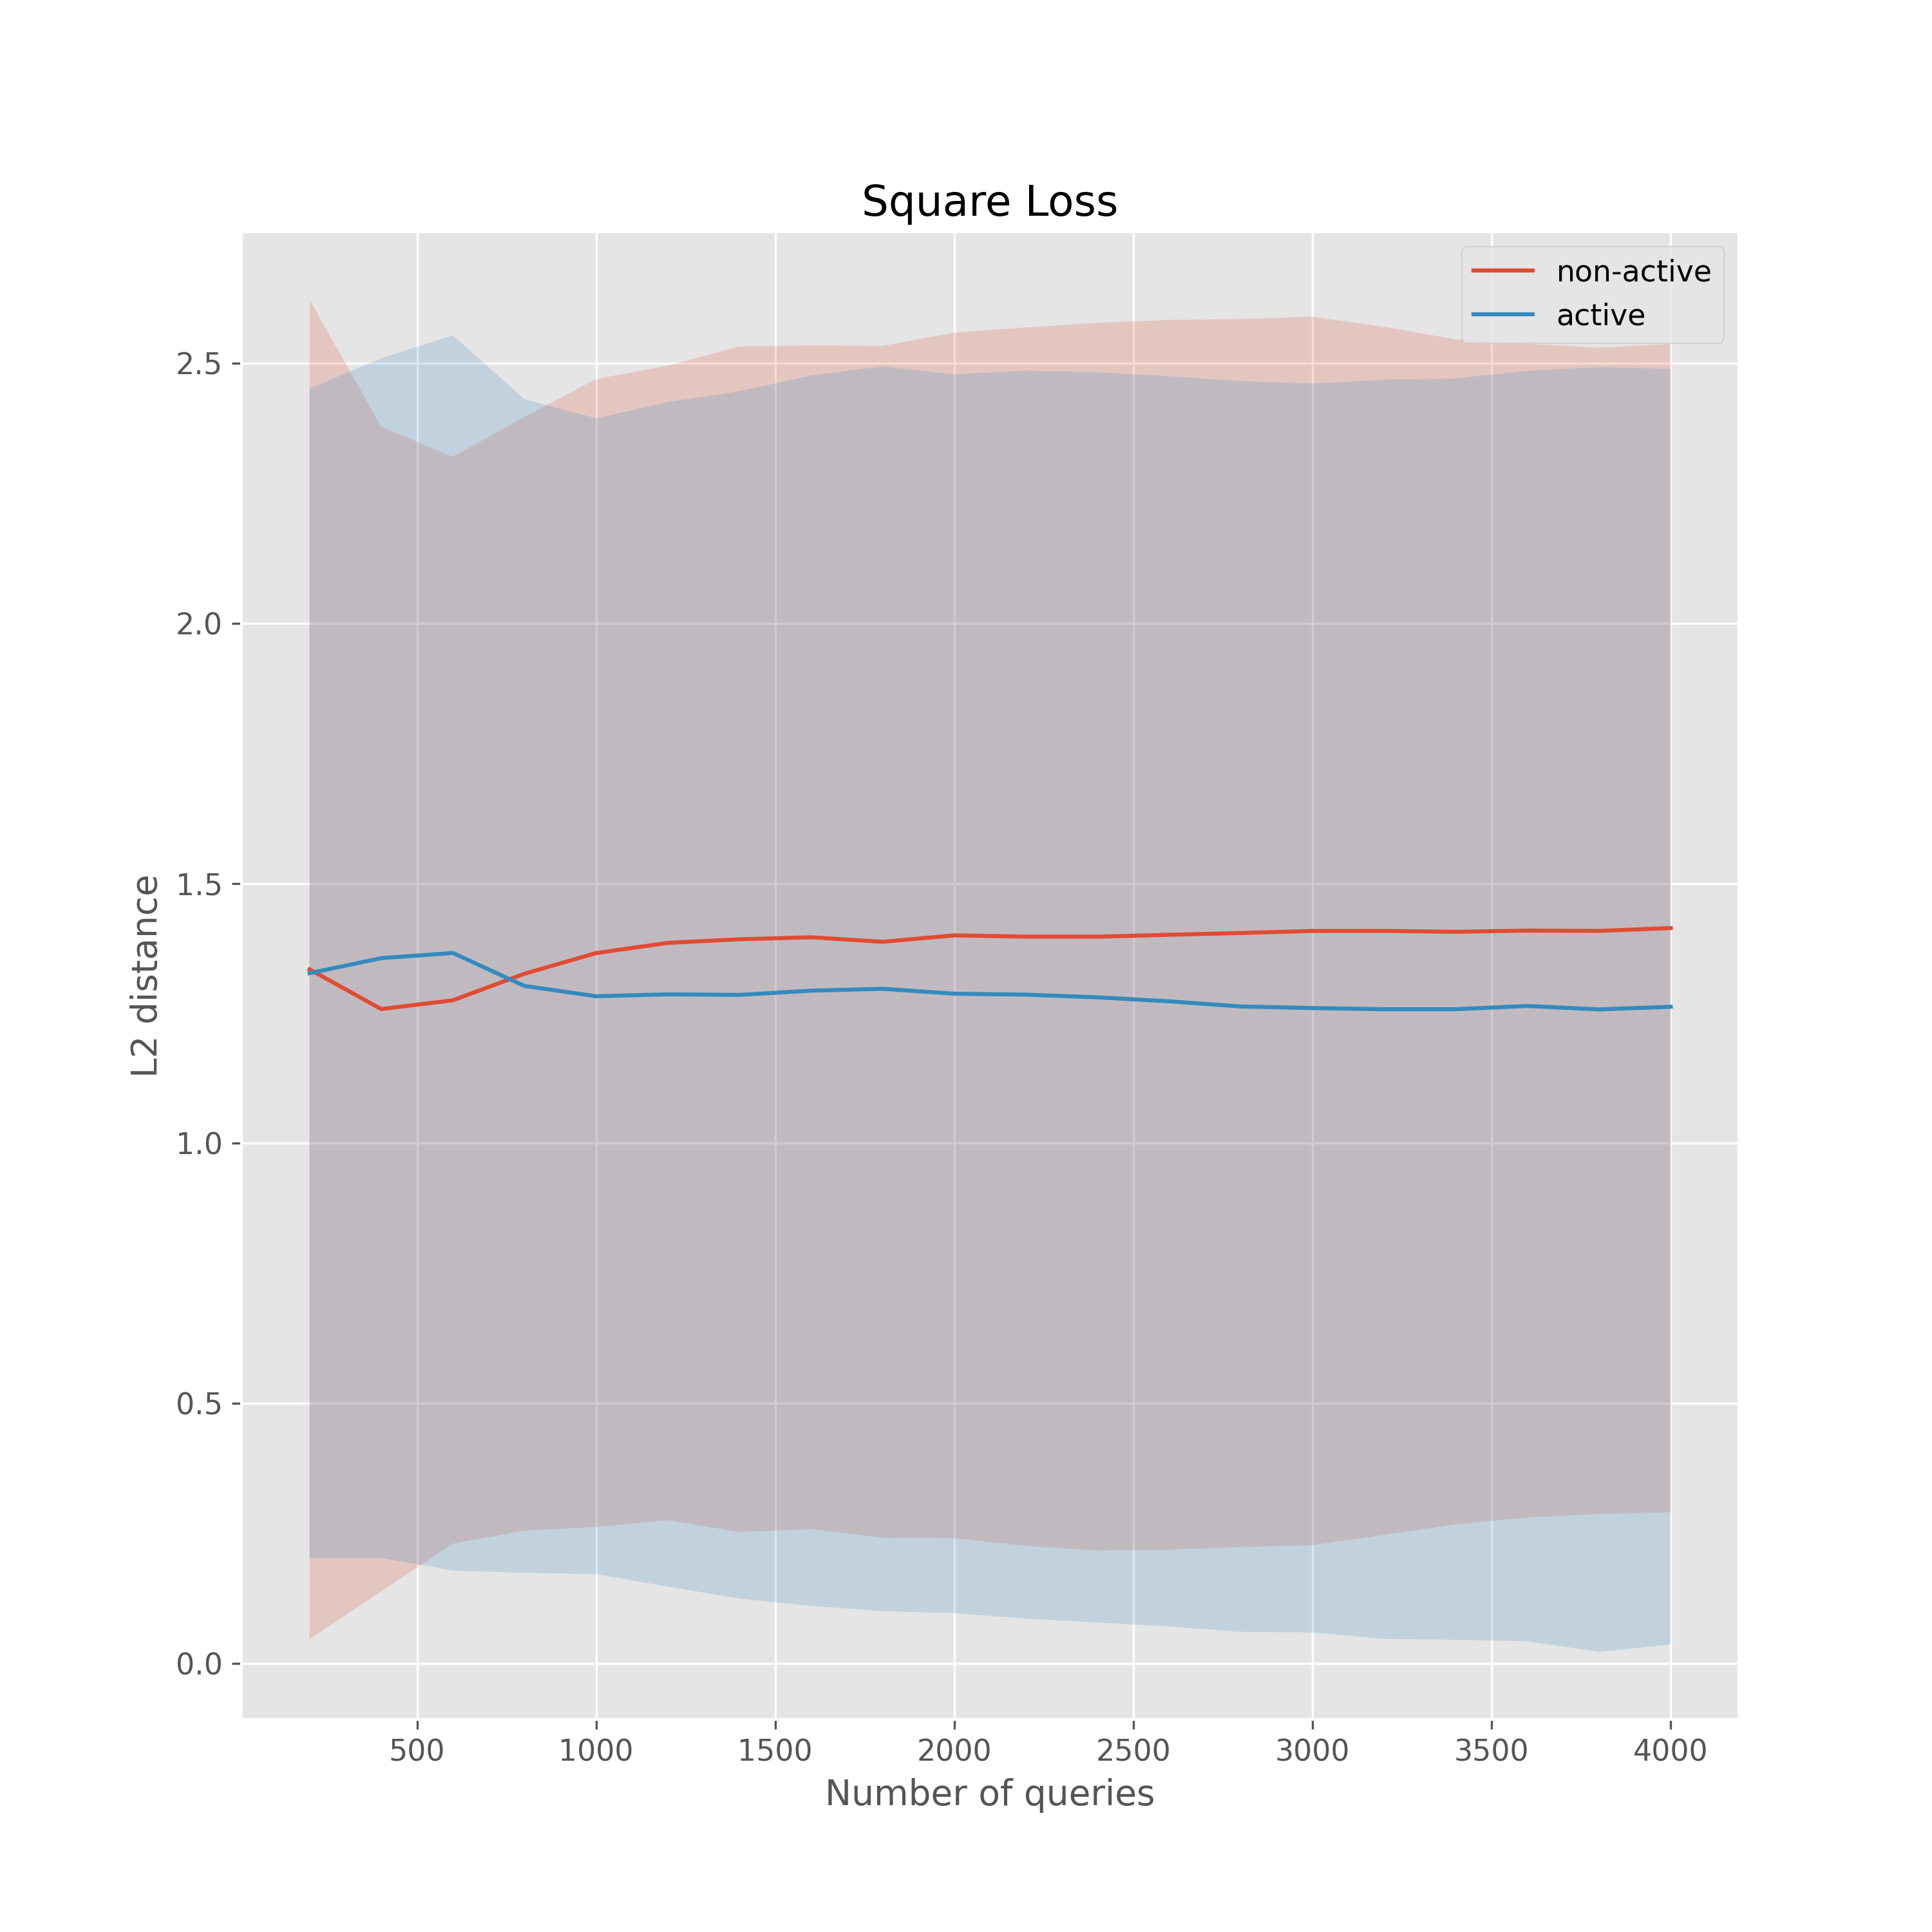 Square Loss
non-active
active
2.5
2.0
1.5
1.0
0.5
0.0
L2 distance
500 1000 1500 2000 2500 3000 3500 4000
Number of queries